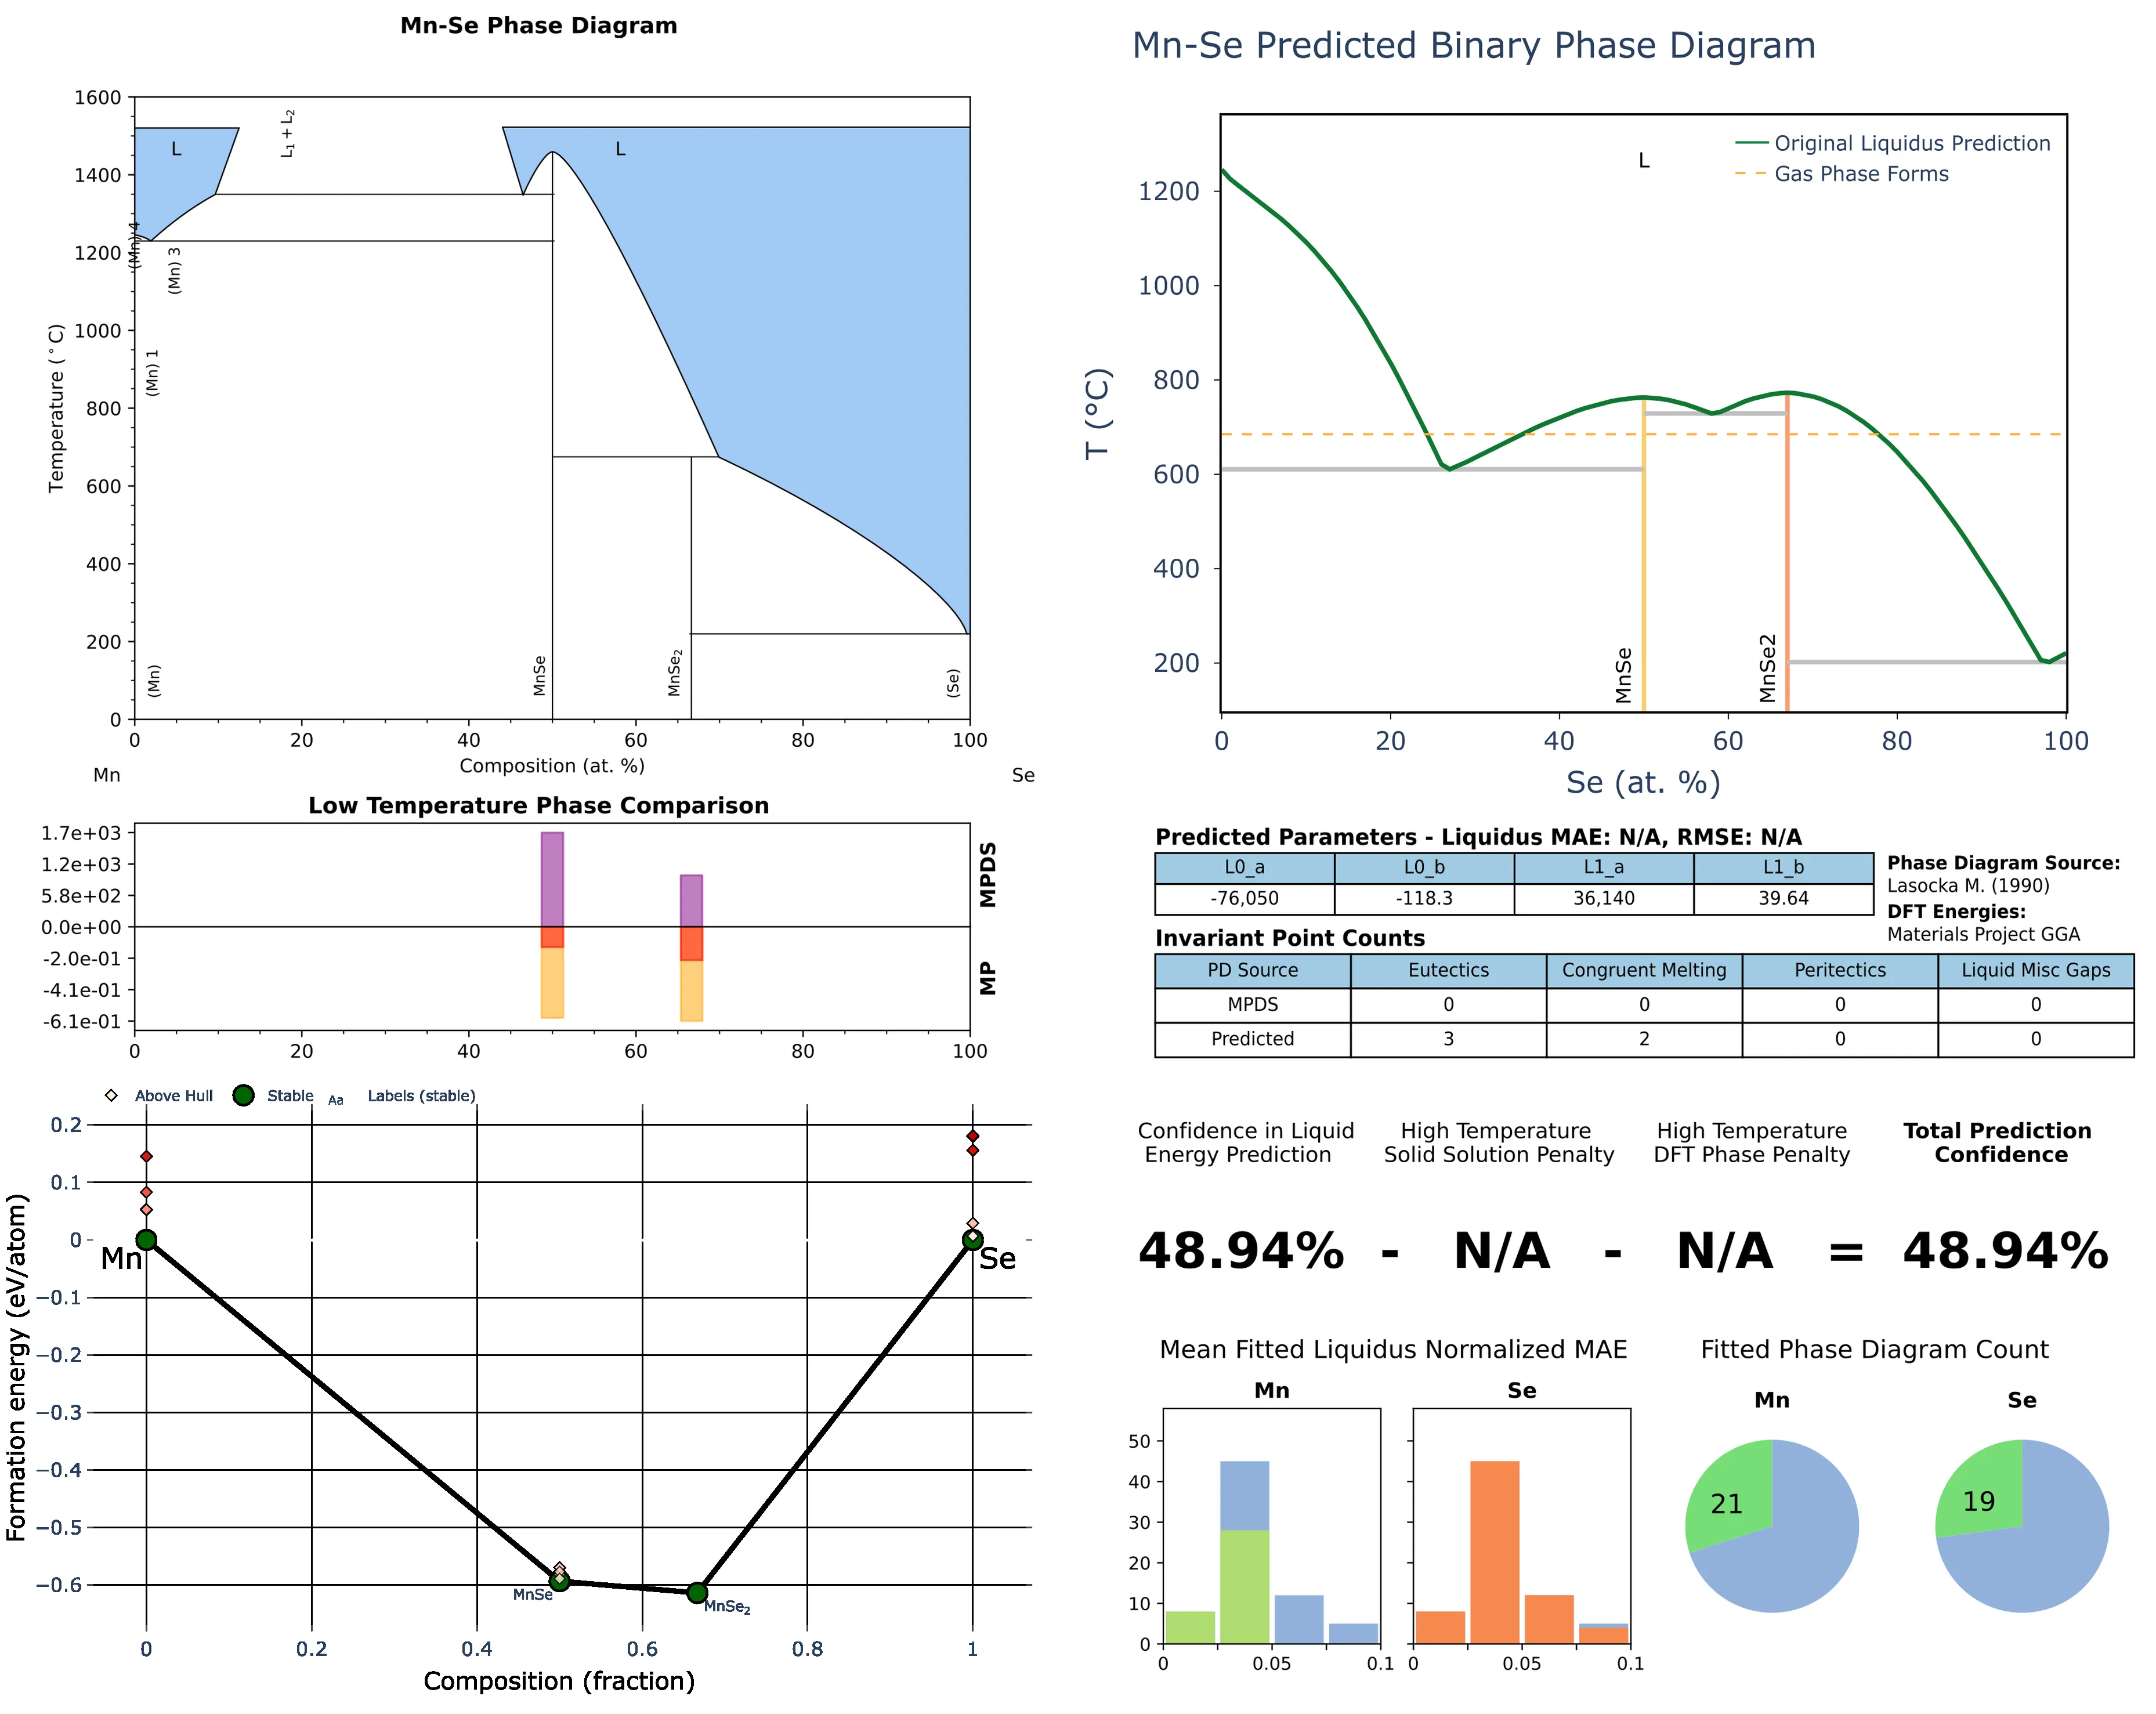 Mn-Se Phase Diagram
1600
1400
1200
1000
800
600
400
200
0
Temperature (°C)
L
L₁ + L₂
L
(Mn) 4
(Mn) 3
(Mn) 1
(Mn)
MnSe
MnSe₂
(Se)
0 20 40 60 80 100
Composition (at. %)
Mn Se
Low Temperature Phase Comparison
1.7e+03
1.2e+03
5.8e+02
0.0e+00
-2.0e-01
-4.1e-01
-6.1e-01
MPDS
MP
0 20 40 60 80 100
Above Hull Stable Aa Labels (stable)
0.2
0.1
0
−0.1
−0.2
−0.3
−0.4
−0.5
−0.6
Formation energy (eV/atom)
Mn
Se
MnSe
MnSe₂
0 0.2 0.4 0.6 0.8 1
Composition (fraction)
Mn-Se Predicted Binary Phase Diagram
Original Liquidus Prediction
Gas Phase Forms
L
1200
1000
800
600
400
200
T (°C)
MnSe
MnSe2
0 20 40 60 80 100
Se (at. %)
Predicted Parameters - Liquidus MAE: N/A, RMSE: N/A
L0_a L0_b L1_a L1_b
-76,050 -118.3 36,140 39.64
Phase Diagram Source:
Lasocka M. (1990)
DFT Energies:
Materials Project GGA
Invariant Point Counts
PD Source Eutectics Congruent Melting Peritectics Liquid Misc Gaps
MPDS 0 0 0 0
Predicted 3 2 0 0
Confidence in Liquid
Energy Prediction
High Temperature
Solid Solution Penalty
High Temperature
DFT Phase Penalty
Total Prediction
Confidence
48.94% - N/A - N/A = 48.94%
Mean Fitted Liquidus Normalized MAE
Mn
Se
50
40
30
20
10
0
0 0.05 0.1
0 0.05 0.1
Fitted Phase Diagram Count
Mn
Se
21
19